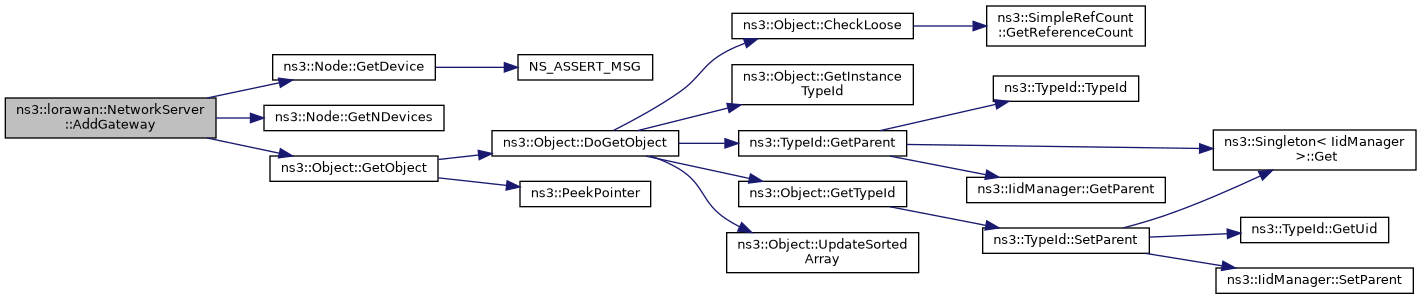 ns3::lorawan::NetworkServer
::AddGateway
ns3::Node::GetDevice
NS_ASSERT_MSG
ns3::Node::GetNDevices
ns3::Object::GetObject
ns3::Object::DoGetObject
ns3::PeekPointer
ns3::Object::CheckLoose
ns3::SimpleRefCount
::GetReferenceCount
ns3::Object::GetInstance
TypeId
ns3::TypeId::GetParent
ns3::TypeId::TypeId
ns3::Singleton< IidManager
>::Get
ns3::IidManager::GetParent
ns3::Object::GetTypeId
ns3::TypeId::SetParent
ns3::TypeId::GetUid
ns3::IidManager::SetParent
ns3::Object::UpdateSorted
Array